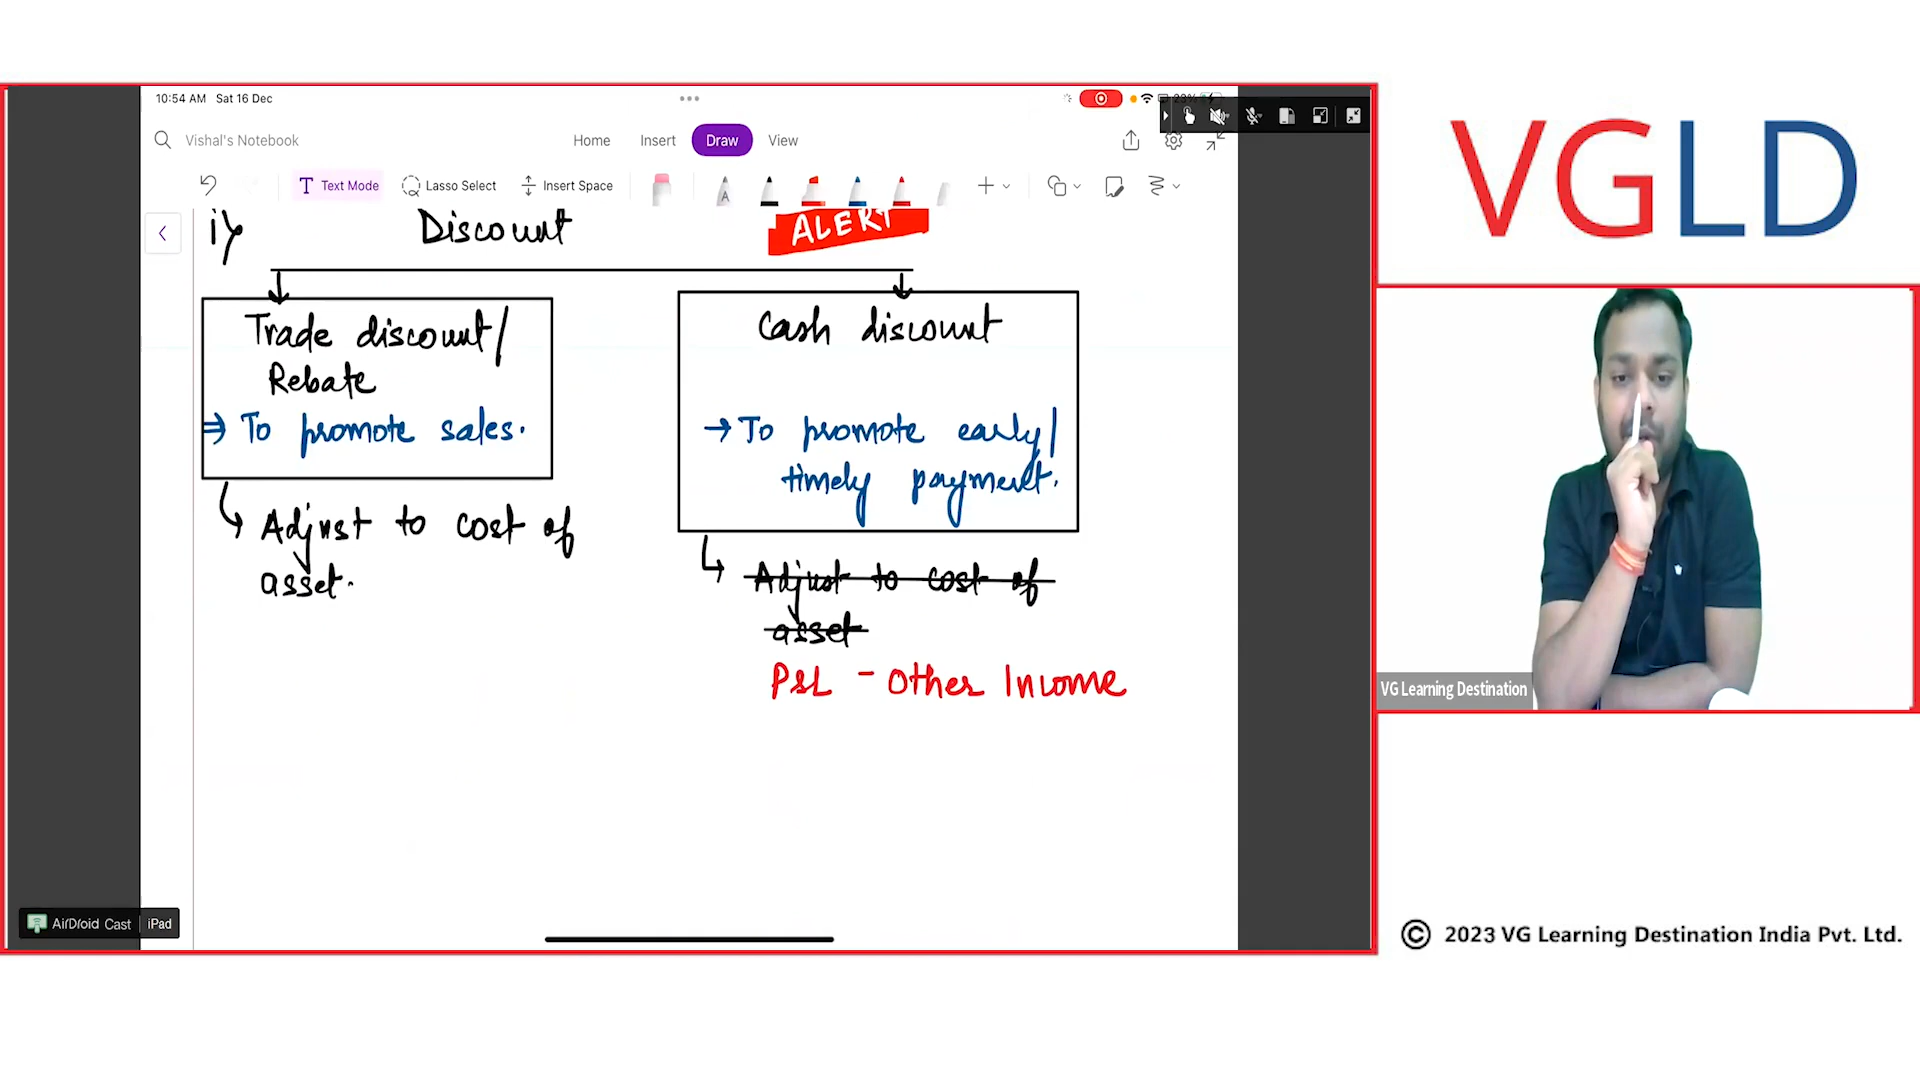 10:54 AM Sat 16 Dec
23%
Vishal's Notebook
Home Insert Draw View
Text Mode Lasso Select Insert Space
i) Discount ALERT
Trade discount/
Rebate
⇒ To promote sales.
Adjust to cost of
asset.
Cash discount
→ To promote early/
timely payment.
Adjust to cost of
asset
P&L - Other Income
AirDroid Cast iPad
VGLD
VG Learning Destination
© 2023 VG Learning Destination India Pvt. Ltd.